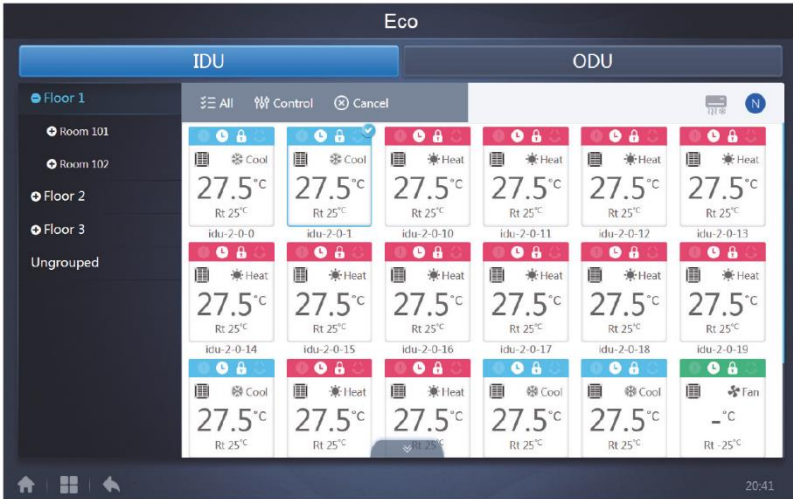 Eco
IDU ODU
Floor 1 All Control Cancel N
Room 101
Room 102
Floor 2
Floor 3
Ungrouped
Cool Cool Heat Heat Heat Heat
27.5°C 27.5°C 27.5°C 27.5°C 27.5°C 27.5°C
Rt 25°C Rt 25°C Rt 25°C Rt 25°C Rt 25°C Rt 25°C
idu-2-0-0 idu-2-0-1 idu-2-0-10 idu-2-0-11 idu-2-0-12 idu-2-0-13
Heat Heat Heat Heat Heat Heat
27.5°C 27.5°C 27.5°C 27.5°C 27.5°C 27.5°C
Rt 25°C Rt 25°C Rt 25°C Rt 25°C Rt 25°C Rt 25°C
idu-2-0-14 idu-2-0-15 idu-2-0-16 idu-2-0-17 idu-2-0-18 idu-2-0-19
Cool Heat Heat Cool Cool Fan
27.5°C 27.5°C 27.5°C 27.5°C 27.5°C -°C
Rt 25°C Rt 25°C Rt 25°C Rt 25°C Rt 25°C Rt -25°C
20:41